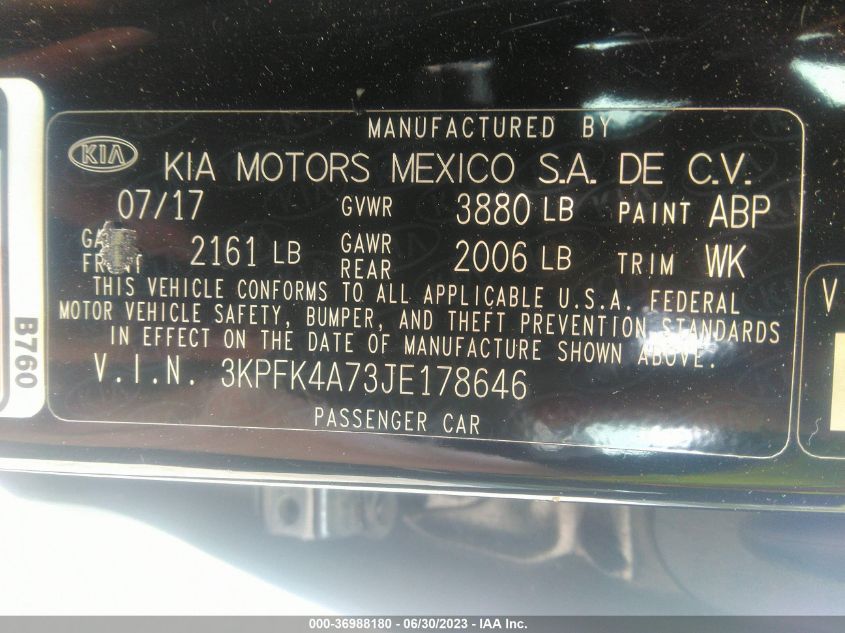 MANUFACTURED BY
KIA KIA MOTORS MEXICO S.A. DE C.V.
07/17 GVWR 3880 LB PAINT ABP
2161 LB GAWR 2006 LB TRIM WK
REAR
THIS VEHICLE CONFORMS TO ALL APPLICABLE U.S.A. FEDERAL
MOTOR VEHICLE SAFETY, BUMPER, AND THEFT PREVENTION STANDARDS
IN EFFECT ON THE DATE OF MANUFACTURE SHOWN ABOVE.
V.I.N. 3KPFK4A73JE178646
PASSENGER CAR
B760
V
000-36988180 - 06/30/2023 - IAA Inc.